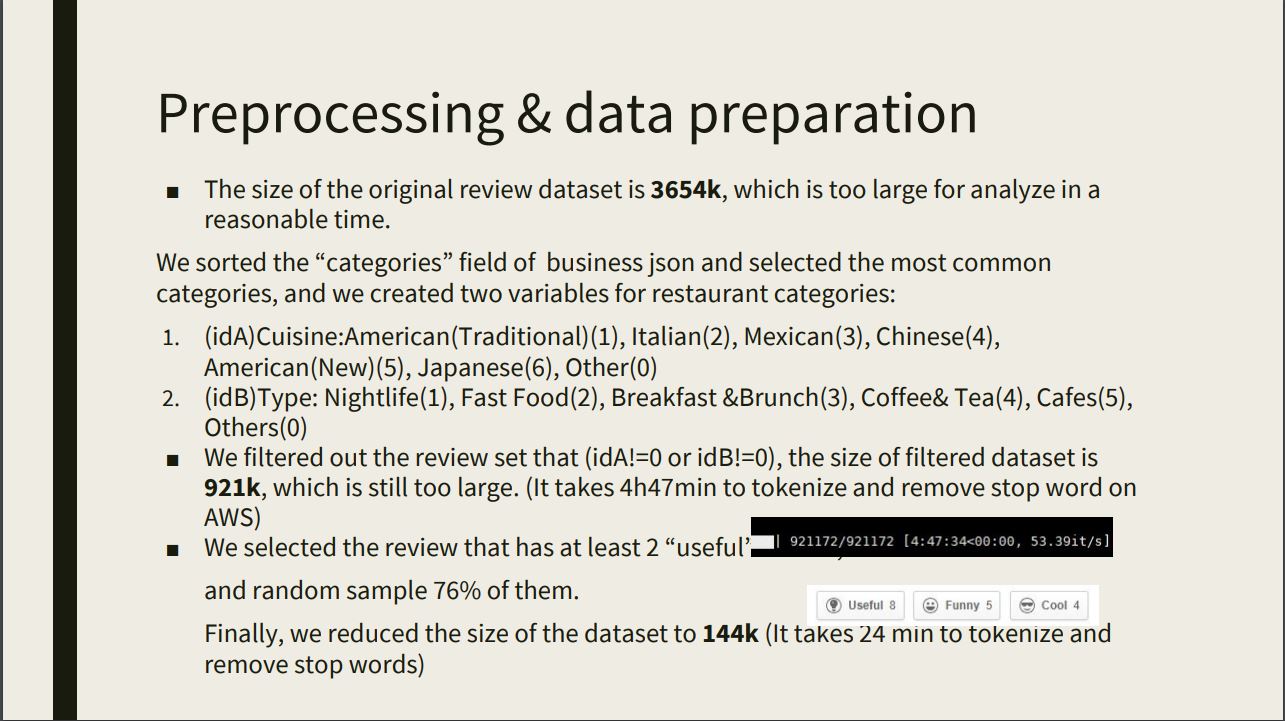 Preprocessing & data preparation
■ The size of the original review dataset is 3654k, which is too large for analyze in a
reasonable time.
We sorted the “categories” field of  business json and selected the most common
categories, and we created two variables for restaurant categories:
1. (idA)Cuisine:American(Traditional)(1), Italian(2), Mexican(3), Chinese(4),
American(New)(5), Japanese(6), Other(0)
2. (idB)Type: Nightlife(1), Fast Food(2), Breakfast &Brunch(3), Coffee& Tea(4), Cafes(5),
Others(0)
■ We filtered out the review set that (idA!=0 or idB!=0), the size of filtered dataset is
921k, which is still too large. (It takes 4h47min to tokenize and remove stop word on
AWS)
■ We selected the review that has at least 2 “useful”
| 921172/921172 [4:47:34<00:00, 53.39it/s]
and random sample 76% of them.
Useful 8 Funny 5 Cool 4
Finally, we reduced the size of the dataset to 144k (It takes 24 min to tokenize and
remove stop words)